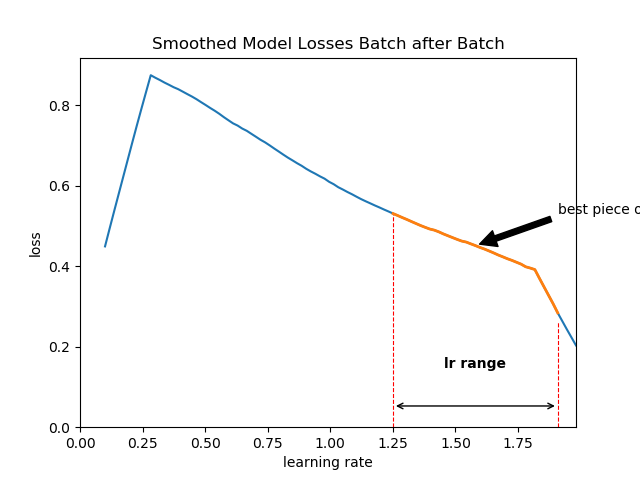 Smoothed Model Losses Batch after Batch
0.8
0.6
0.4
0.2
0.0
loss
best piece
lr range
0.00 0.25 0.50 0.75 1.00 1.25 1.50 1.75
learning rate